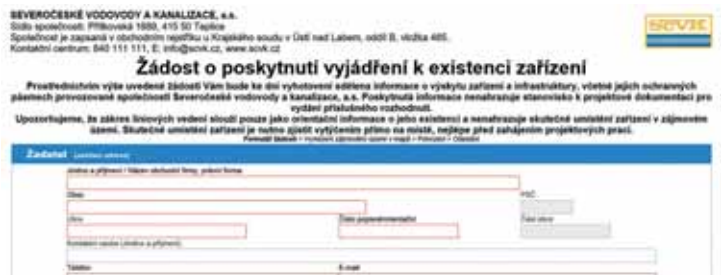 SEVEROČESKÉ VODOVODY A KANALIZACE, a.s.
Sídlo společnosti: Přítkovská 1689, 415 50 Teplice
Společnost je zapsaná v obchodním rejstříku u Krajského soudu v Ústí nad Labem, oddíl B, vložka 465.
Kontaktní centrum: 840 111 111, E: info@scvk.cz, www.scvk.cz
SČVK
Žádost o poskytnutí vyjádření k existenci zařízení
Prostřednictvím výše uvedené žádosti Vám bude ke dni vyhotovení sdělena informace o výskytu zařízení a infrastruktury, včetně jejich ochranných
pásmech provozované společností Severočeské vodovody a kanalizace, a.s. Poskytnutá informace nenahrazuje stanovisko k projektové dokumentaci pro
vydání příslušného rozhodnutí.
Upozorňujeme, že zákres liniových vedení slouží pouze jako orientační informace o jeho existenci a nenahrazuje skutečné umístění zařízení v zájmovém
území. Skutečné umístění zařízení je nutno zjistit vytýčením přímo na místě, nejlépe před zahájením projektových prací.
Žadatel
Jméno a příjmení / Název obchodní firmy, právní forma
Obec
PSČ
Ulice
Číslo popisné/orientační
Část obce
Kontaktní osoba (Jméno a příjmení)
Telefon
E-mail